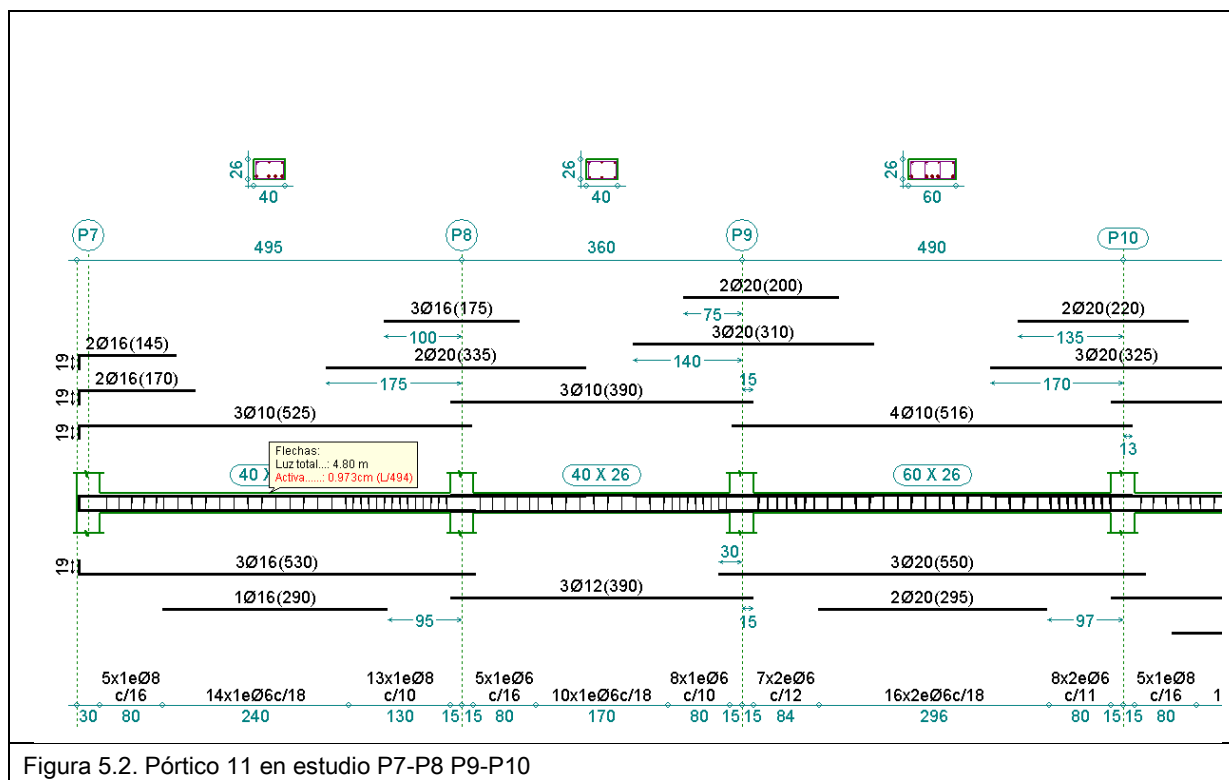 26
40
26
40
26
60
P7
495
P8
360
P9
490
P10
2Ø20(200)
75
3Ø16(175)
100
2Ø20(220)
135
3Ø20(310)
140
2Ø16(145)
19
2Ø20(335)
175
3Ø20(325)
170
15
2Ø16(170)
19
3Ø10(390)
3Ø10(525)
19
4Ø10(516)
13
Flechas:
Luz total...: 4.80 m
Activa......: 0.973cm (L/494)
40 X
40 X 26
60 X 26
19
3Ø16(530)
30
3Ø20(550)
1Ø16(290)
95
3Ø12(390)
15
2Ø20(295)
97
5x1eØ8 c/16
14x1eØ6c/18
13x1eØ8 c/10
5x1eØ6 c/16
10x1eØ6c/18
8x1eØ6 c/10
7x2eØ6 c/12
16x2eØ6c/18
8x2eØ6 c/11
5x1eØ8 c/16
1
30 80 240 130 15 15 80 170 80 15 15 84 296 80 15 15 80
Figura 5.2. Pórtico 11 en estudio P7-P8 P9-P10